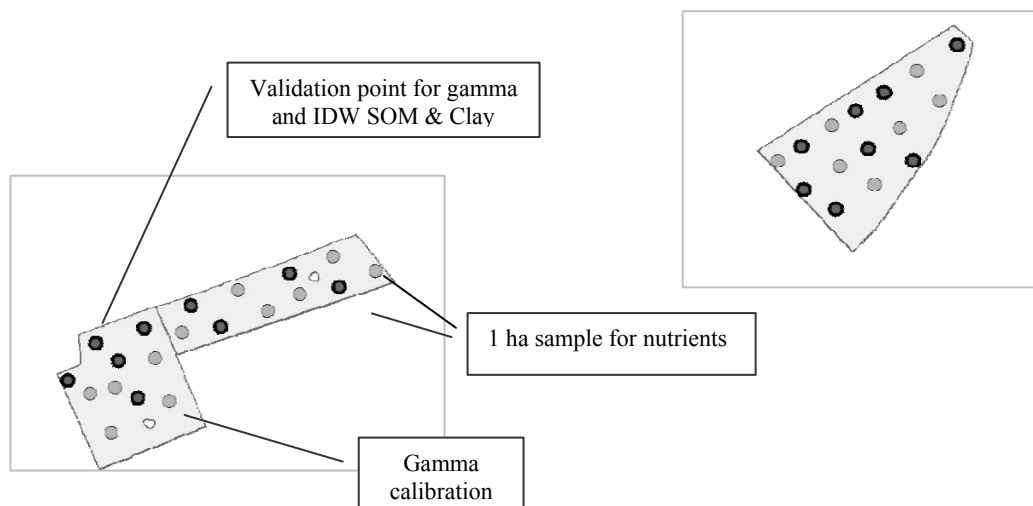 Validation point for gamma
and IDW SOM & Clay
1 ha sample for nutrients
Gamma
calibration